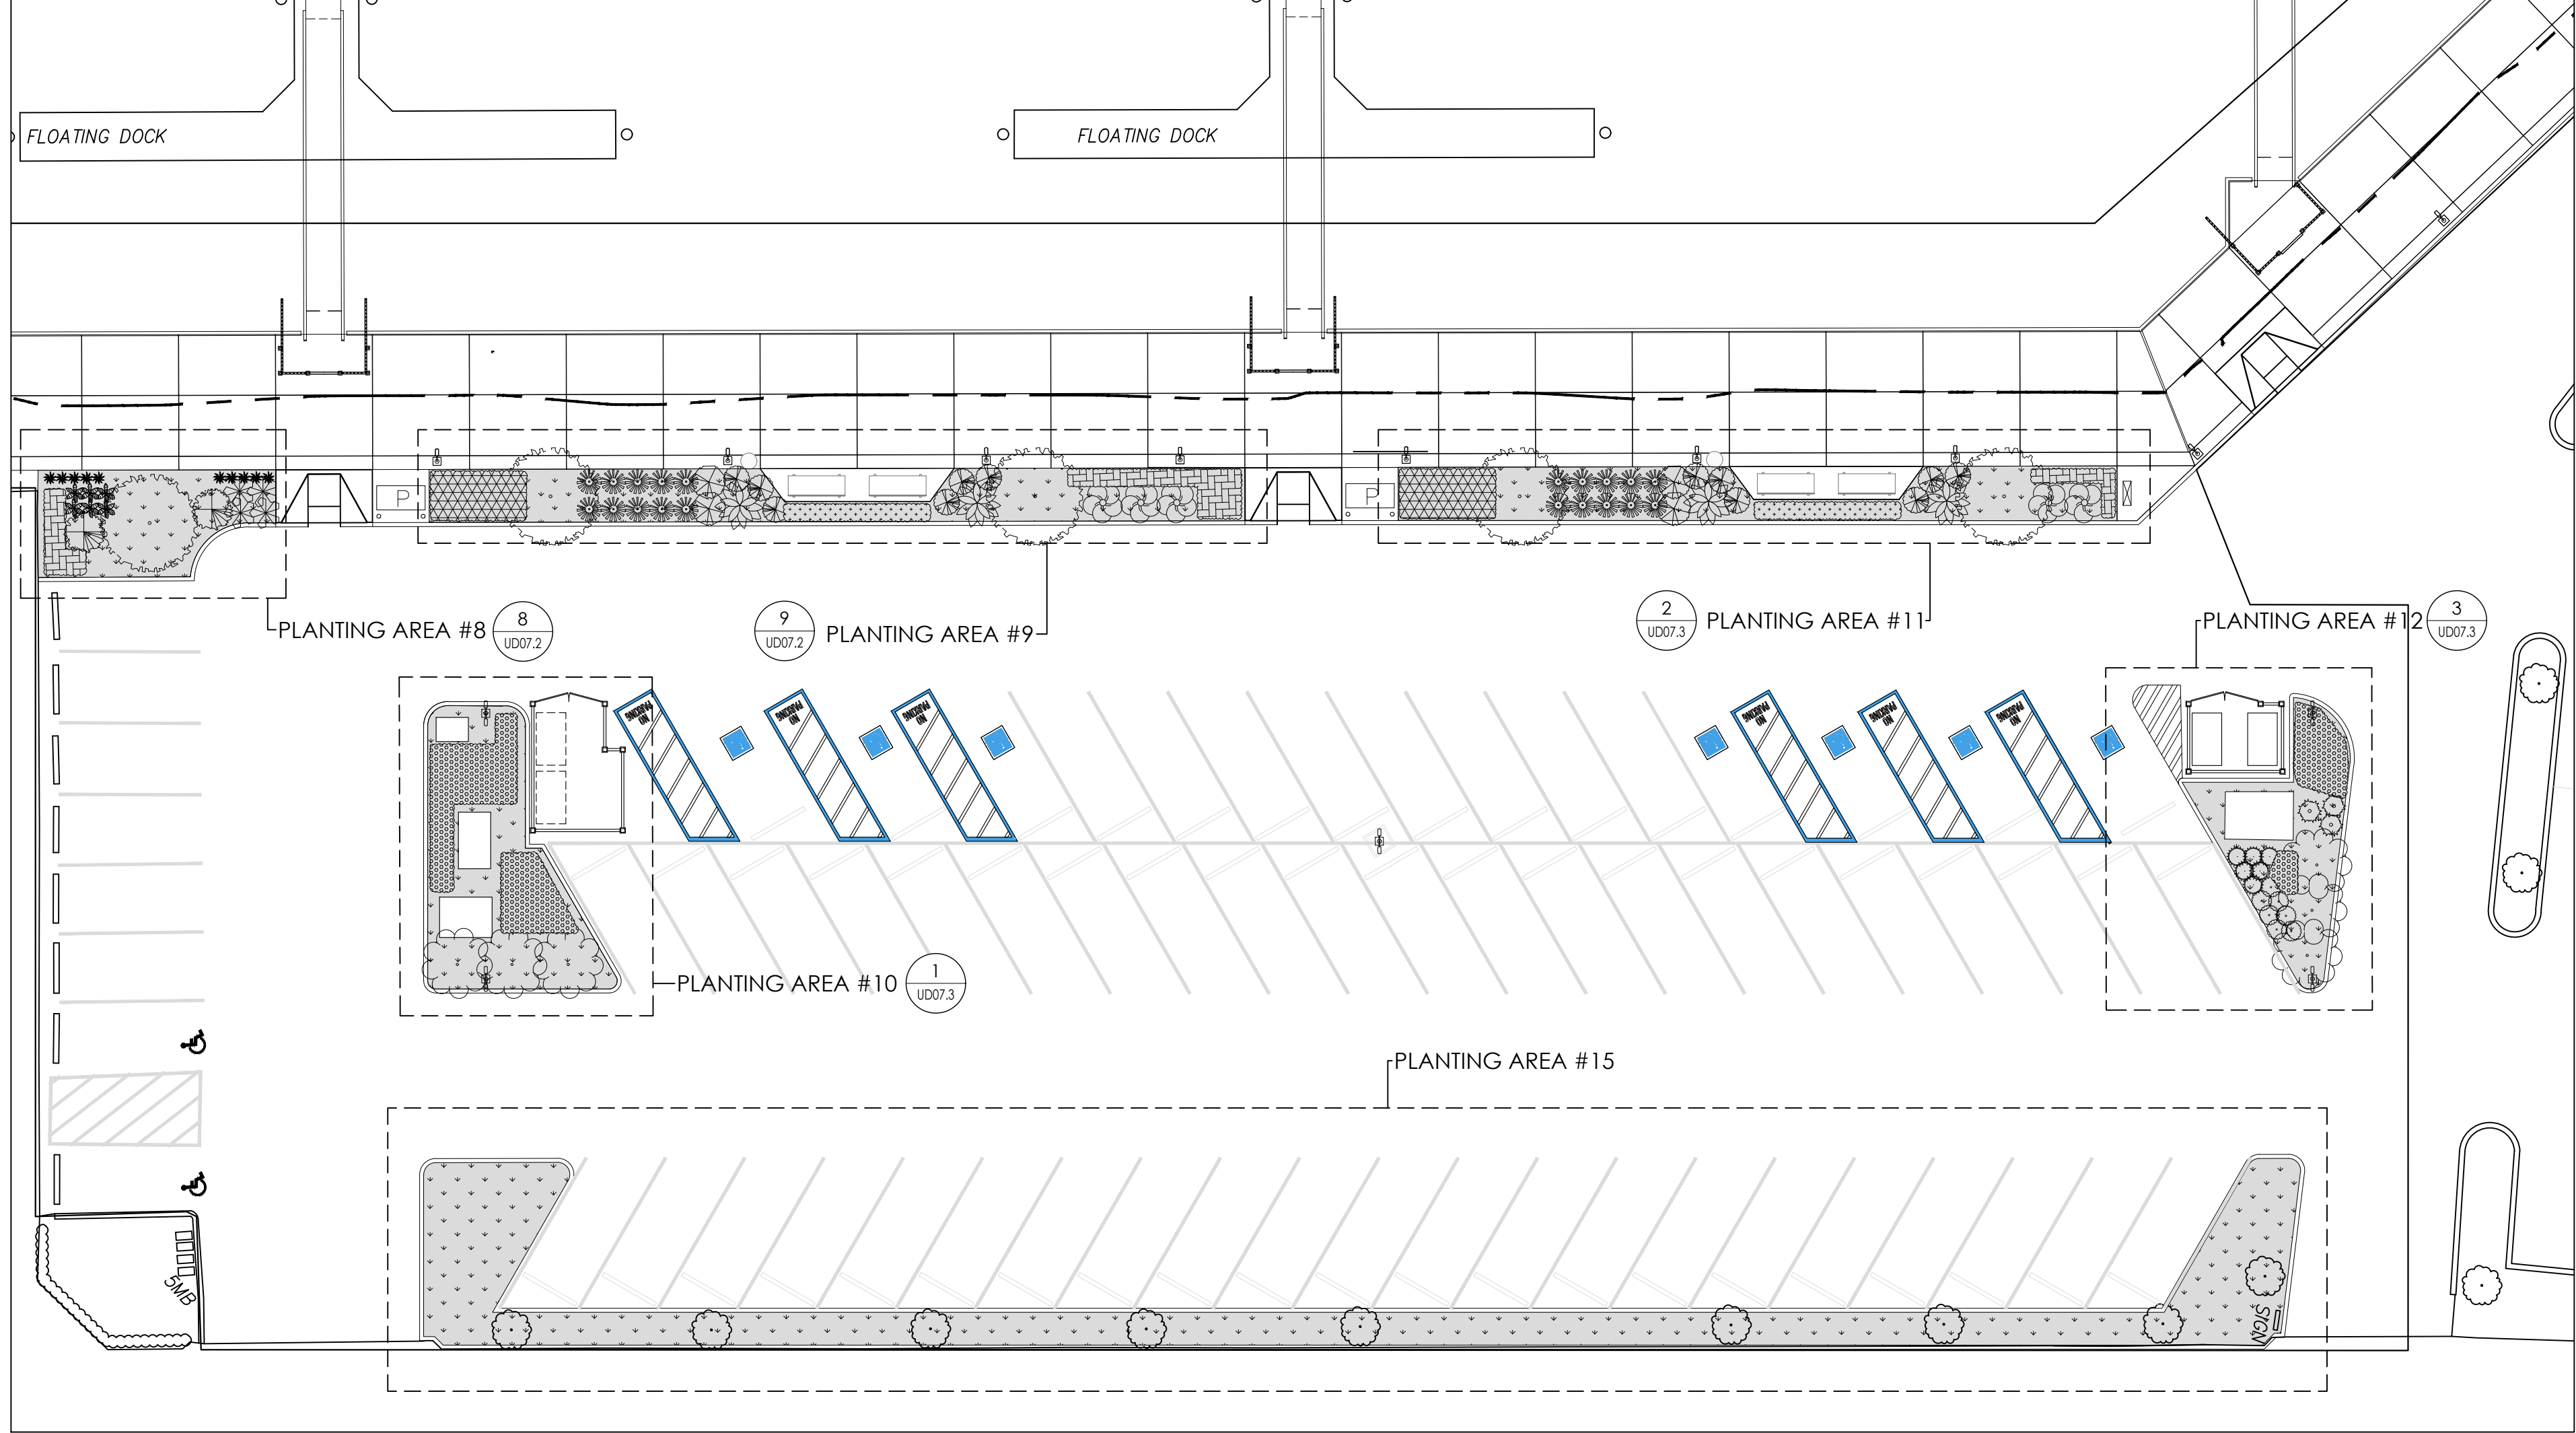 FLOATING DOCK
FLOATING DOCK
P
P
PLANTING AREA #8
8
UD07.2
9
UD07.2
PLANTING AREA #9
2
UD07.3
PLANTING AREA #11
PLANTING AREA #12
3
UD07.3
NO
PARKING
NO
PARKING
NO
PARKING
NO
PARKING
NO
PARKING
NO
PARKING
PLANTING AREA #10
1
UD07.3
PLANTING AREA #15
5MB
SIGN